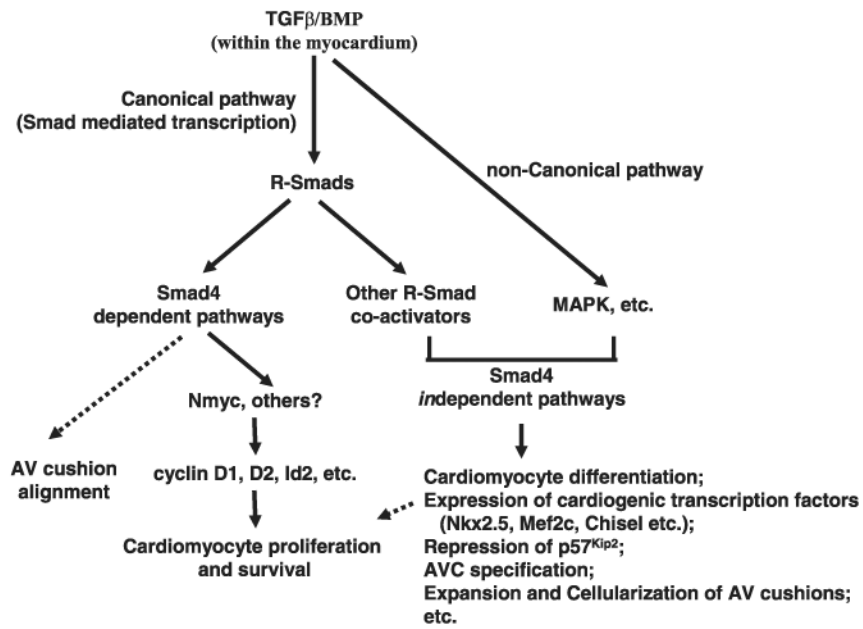 TGFβ/BMP
(within the myocardium)
Canonical pathway
(Smad mediated transcription)
non-Canonical pathway
R-Smads
Smad4
dependent pathways
Other R-Smad
co-activators
MAPK, etc.
Smad4
independent pathways
Nmyc, others?
AV cushion
alignment
cyclin D1, D2, Id2, etc.
Cardiomyocyte proliferation
and survival
Cardiomyocyte differentiation;
Expression of cardiogenic transcription factors
(Nkx2.5, Mef2c, Chisel etc.);
Repression of p57Kip2;
AVC specification;
Expansion and Cellularization of AV cushions;
etc.